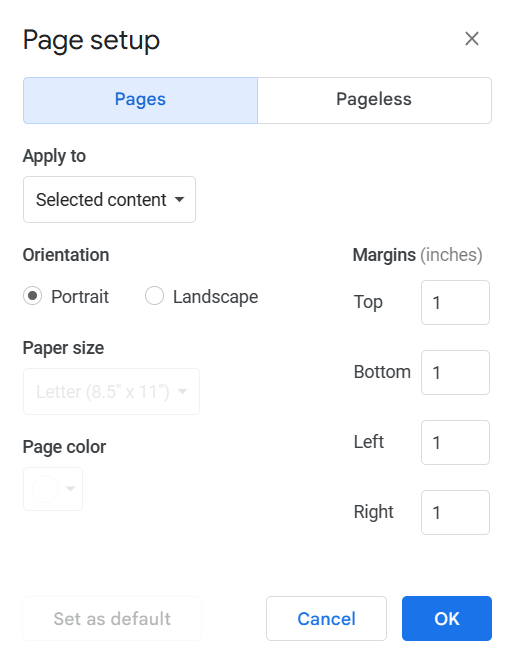 Page setup
Pages
Pageless
Apply to
Selected content
Orientation
Portrait
Landscape
Paper size
Letter (8.5" x 11")
Page color
Margins (inches)
Top
1
Bottom
1
Left
1
Right
1
Set as default
Cancel
OK